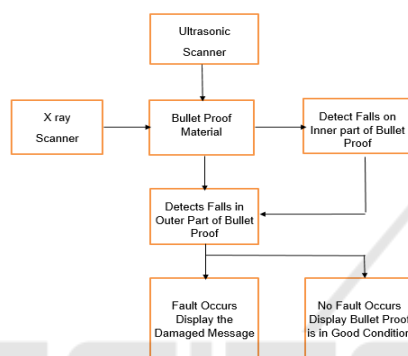 Ultrasonic
Scanner
X ray
Scanner
Bullet Proof
Material
Detect Falls on
Inner part of Bullet
Proof
Detects Falls in
Outer Part of Bullet
Proof
Fault Occurs
Display the
Damaged Message
No Fault Occurs
Display Bullet Proof
is in Good Condition